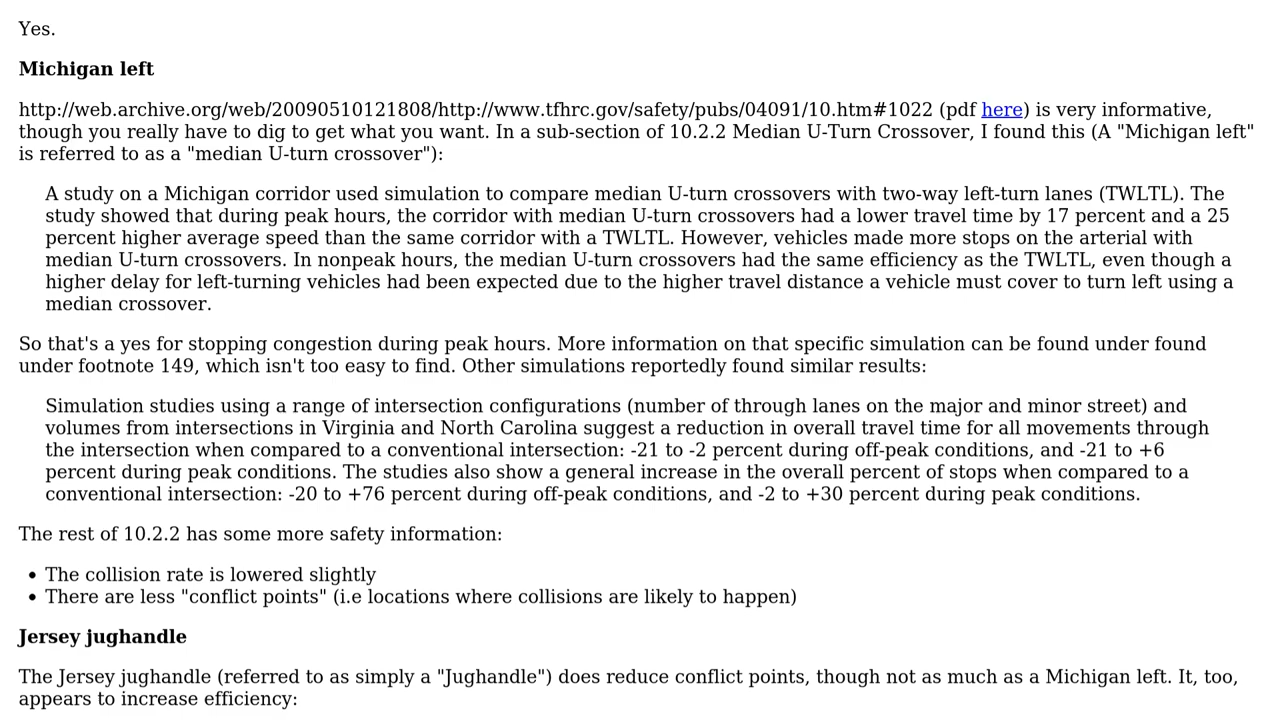 Yes.
Michigan left
http://web.archive.org/web/20090510121808/http://www.tfhrc.gov/safety/pubs/04091/10.htm#1022 (pdf here) is very informative,
though you really have to dig to get what you want. In a sub-section of 10.2.2 Median U-Turn Crossover, I found this (A "Michigan left"
is referred to as a "median U-turn crossover"):
A study on a Michigan corridor used simulation to compare median U-turn crossovers with two-way left-turn lanes (TWLTL). The
study showed that during peak hours, the corridor with median U-turn crossovers had a lower travel time by 17 percent and a 25
percent higher average speed than the same corridor with a TWLTL. However, vehicles made more stops on the arterial with
median U-turn crossovers. In nonpeak hours, the median U-turn crossovers had the same efficiency as the TWLTL, even though a
higher delay for left-turning vehicles had been expected due to the higher travel distance a vehicle must cover to turn left using a
median crossover.
So that's a yes for stopping congestion during peak hours. More information on that specific simulation can be found under found
under footnote 149, which isn't too easy to find. Other simulations reportedly found similar results:
Simulation studies using a range of intersection configurations (number of through lanes on the major and minor street) and
volumes from intersections in Virginia and North Carolina suggest a reduction in overall travel time for all movements through
the intersection when compared to a conventional intersection: -21 to -2 percent during off-peak conditions, and -21 to +6
percent during peak conditions. The studies also show a general increase in the overall percent of stops when compared to a
conventional intersection: -20 to +76 percent during off-peak conditions, and -2 to +30 percent during peak conditions.
The rest of 10.2.2 has some more safety information:
• The collision rate is lowered slightly
• There are less "conflict points" (i.e locations where collisions are likely to happen)
Jersey jughandle
The Jersey jughandle (referred to as simply a "Jughandle") does reduce conflict points, though not as much as a Michigan left. It, too,
appears to increase efficiency: